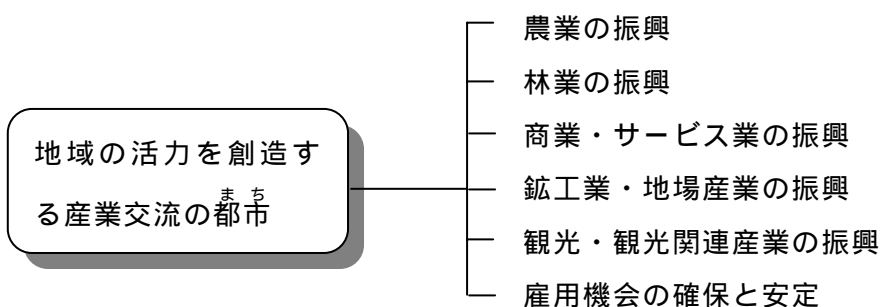 地域の活力を創造す
る産業交流の都市
まち
農業の振興
林業の振興
商業・サービス業の振興
鉱工業・地場産業の振興
観光・観光関連産業の振興
雇用機会の確保と安定